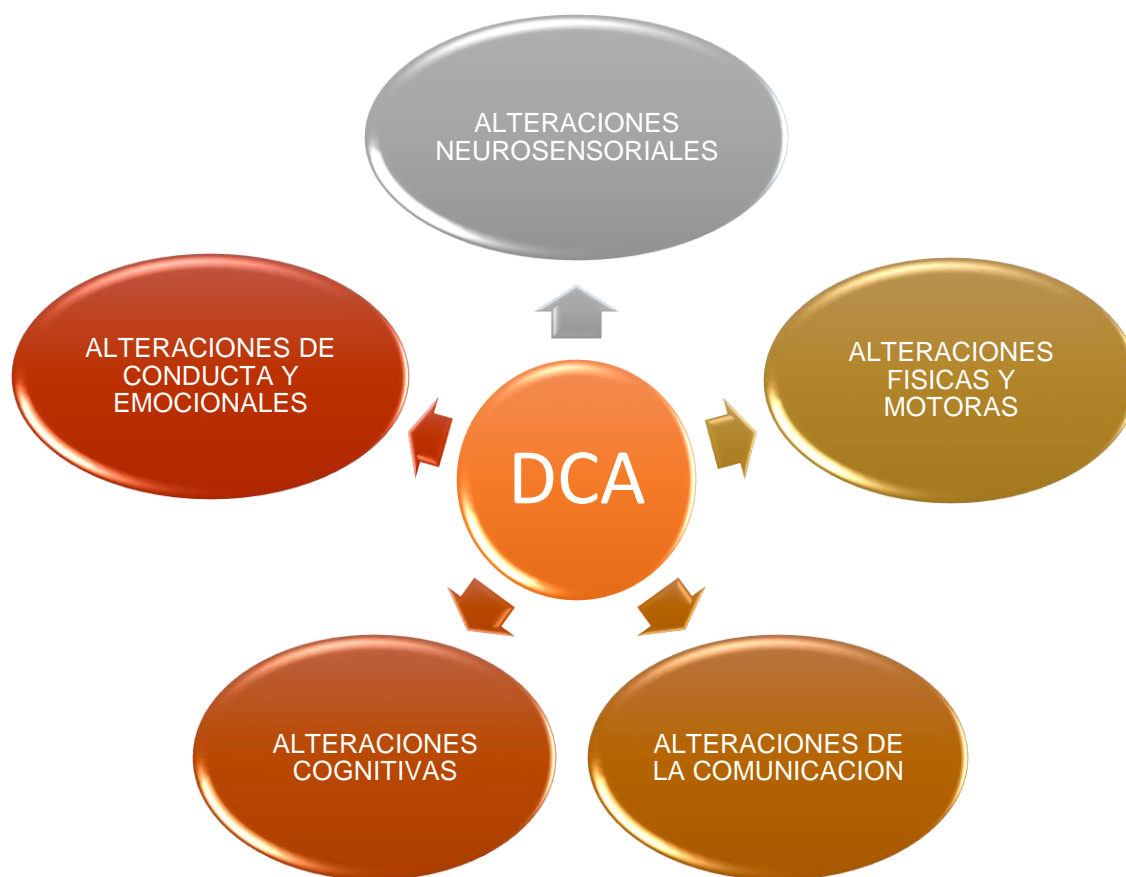 ALTERACIONES
NEUROSENSORIALES
ALTERACIONES DE
CONDUCTA Y
EMOCIONALES
ALTERACIONES
FISICAS Y
MOTORAS
DCA
ALTERACIONES
COGNITIVAS
ALTERACIONES DE
LA COMUNICACION